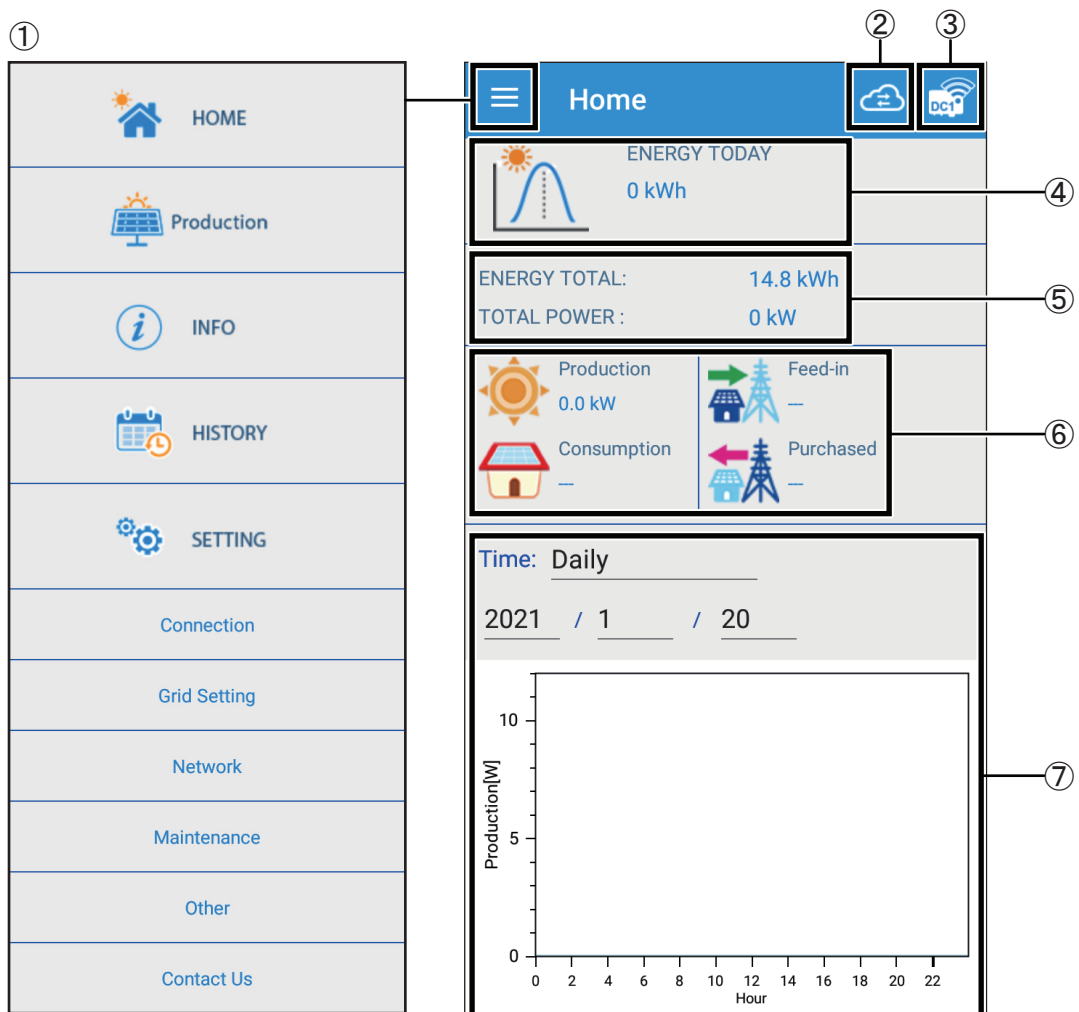 ①
HOME
Production
INFO
HISTORY
SETTING
Connection
Grid Setting
Network
Maintenance
Other
Contact Us
② ③
Home
DC1
ENERGY TODAY
0 kWh
④
ENERGY TOTAL: 14.8 kWh
TOTAL POWER : 0 kW
⑤
Production
0.0 kW
Feed-in
---
Consumption
---
Purchased
---
⑥
Time: Daily
2021 / 1 / 20
Production[W]
10
5
0
0 2 4 6 8 10 12 14 16 18 20 22
Hour
⑦